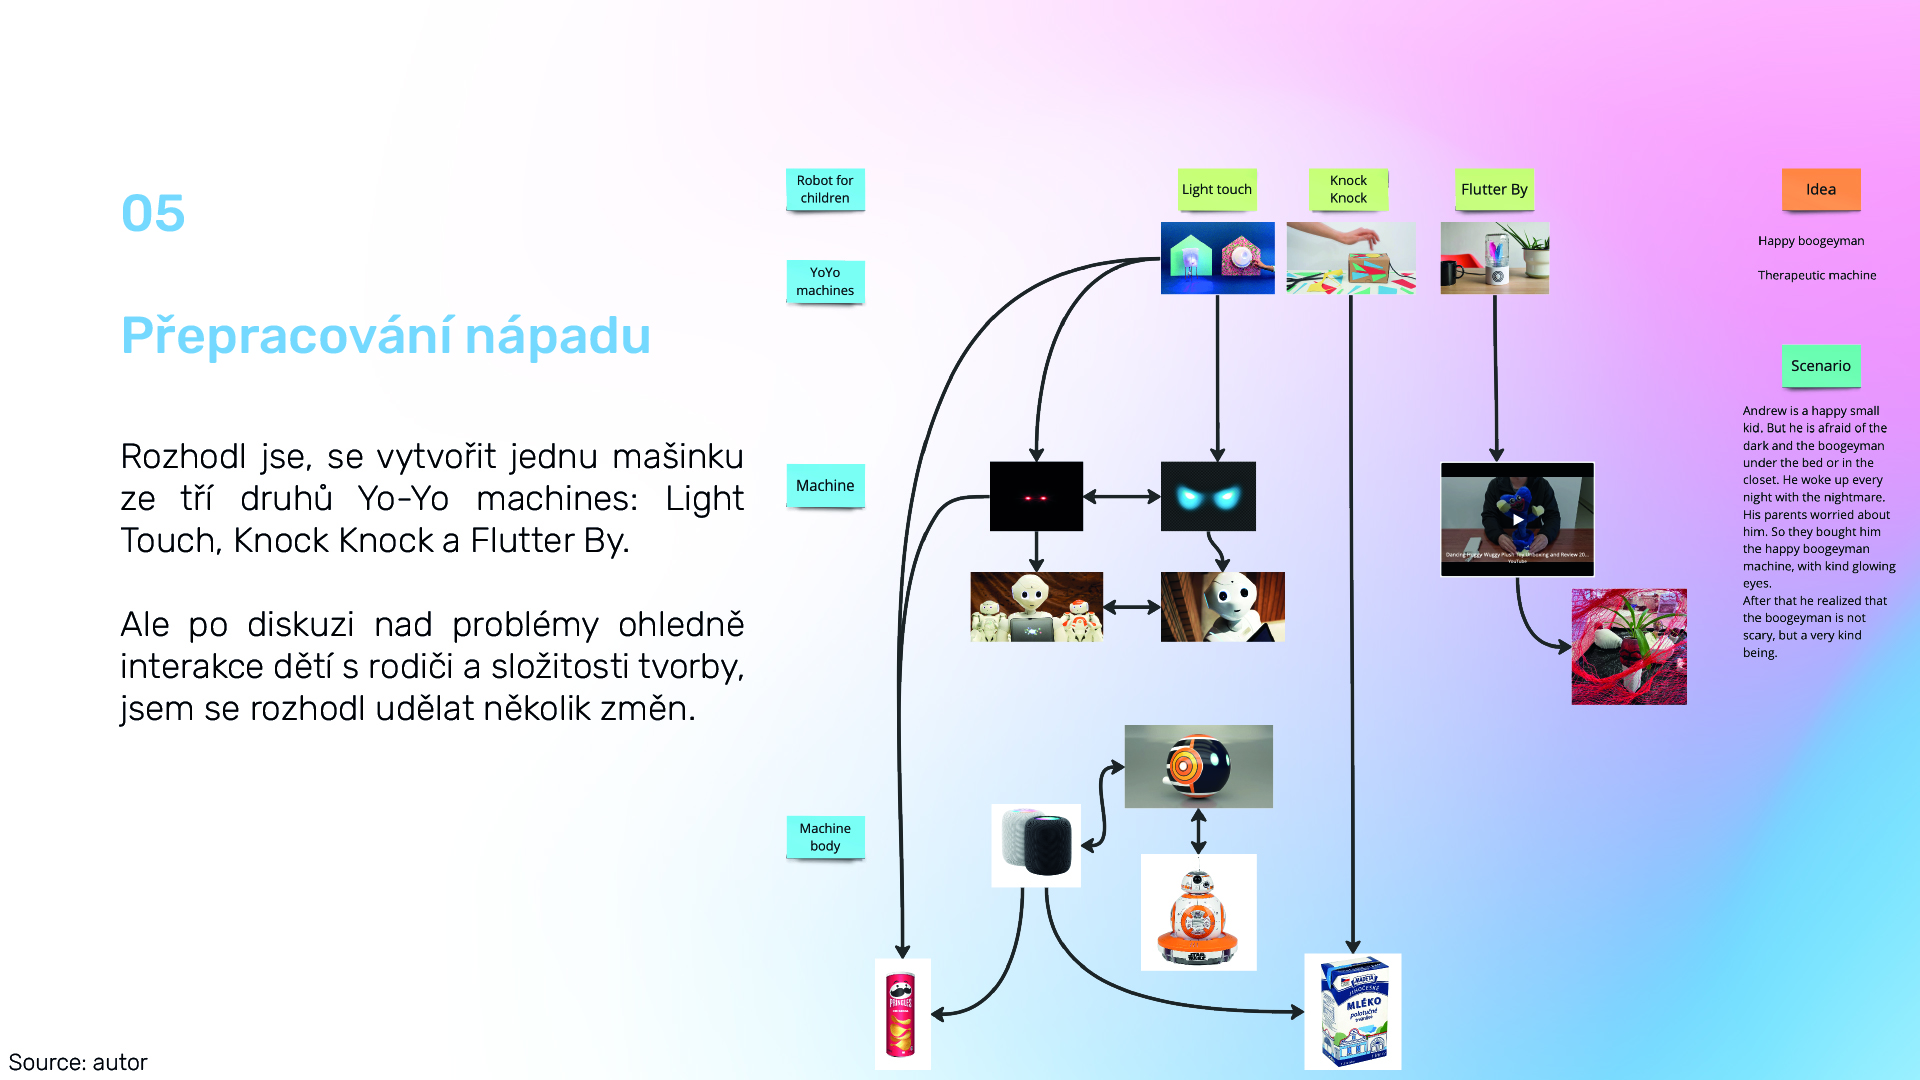 05
Přepracování nápadu
Rozhodl jse, se vytvořit jednu mašinku
ze tří druhů Yo-Yo machines: Light
Touch, Knock Knock a Flutter By.
Ale po diskuzi nad problémy ohledně
interakce dětí s rodiči a složitosti tvorby,
jsem se rozhodl udělat několik změn.
Source: autor
Robot for
children
YoYo
machines
Machine
Machine
body
Light touch
Knock
Knock
Flutter By
Dancing Huggy Wuggy Plush Toy Unboxing and Review 20...
YouTube
PRINGLES
STAR
WARS
MADETA
JIHOČESKÉ
MLÉKO
polotučné
trvanlivé
Idea
Happy boogeyman
Therapeutic machine
Scenario
Andrew is a happy small
kid. But he is afraid of the
dark and the boogeyman
under the bed or in the
closet. He woke up every
night with the nightmare.
His parents worried about
him. So they bought him
the happy boogeyman
machine, with kind glowing
eyes.
After that he realized that
the boogeyman is not
scary, but a very kind
being.